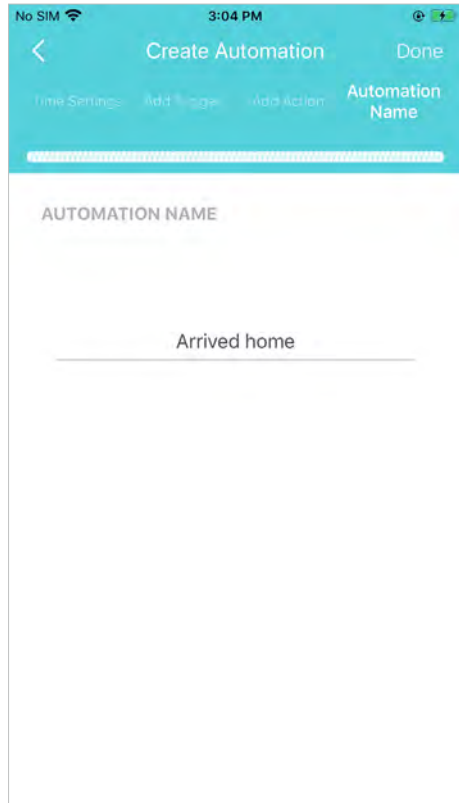 No SIM 3:04 PM
Create Automation Done
Time Settings Add Trigger Add Action Automation Name
AUTOMATION NAME
Arrived home